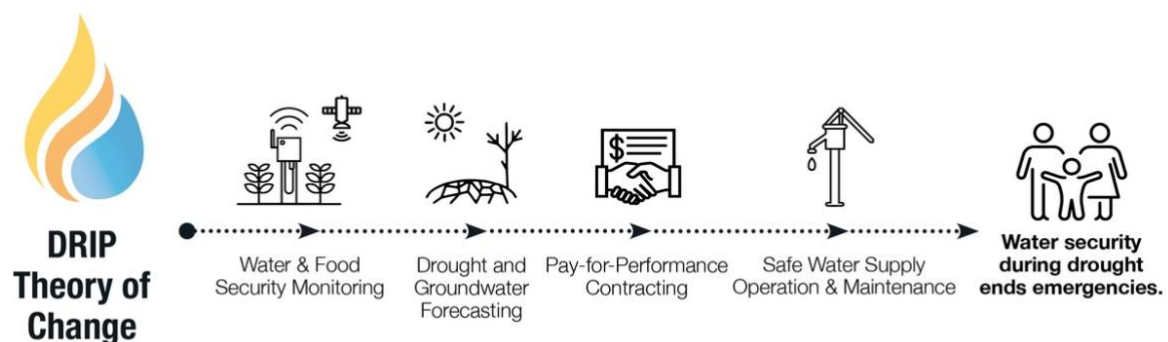 DRIP
Theory of
Change
Water & Food
Security Monitoring
Drought and
Groundwater
Forecasting
$
Pay-for-Performance
Contracting
Safe Water Supply
Operation & Maintenance
Water security
during drought
ends emergencies.